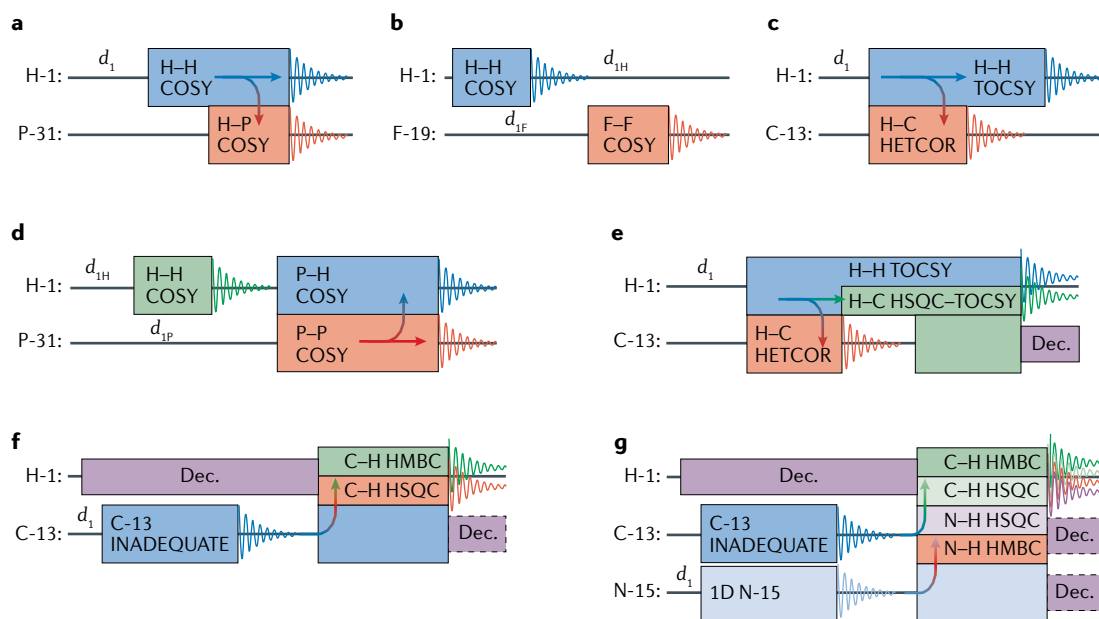 a
d1
H-1:
H–H
COSY
P-31:
H–P
COSY
b
H-1:
H–H
COSY
d1H
F-19:
d1F
F–F
COSY
c
d1
H-1:
H–H
TOCSY
C-13:
H–C
HETCOR
d
d1H
H-1:
H–H
COSY
P–H
COSY
d1P
P-31:
P–P
COSY
e
d1
H-1:
H–H TOCSY
H–C HSQC–TOCSY
C-13:
H–C
HETCOR
Dec.
f
H-1:
Dec.
C–H HMBC
C–H HSQC
C-13:
d1
C-13
INADEQUATE
Dec.
g
H-1:
Dec.
C–H HMBC
C–H HSQC
C-13:
C-13
INADEQUATE
N–H HSQC
N–H HMBC
Dec.
N-15:
d1
1D N-15
Dec.